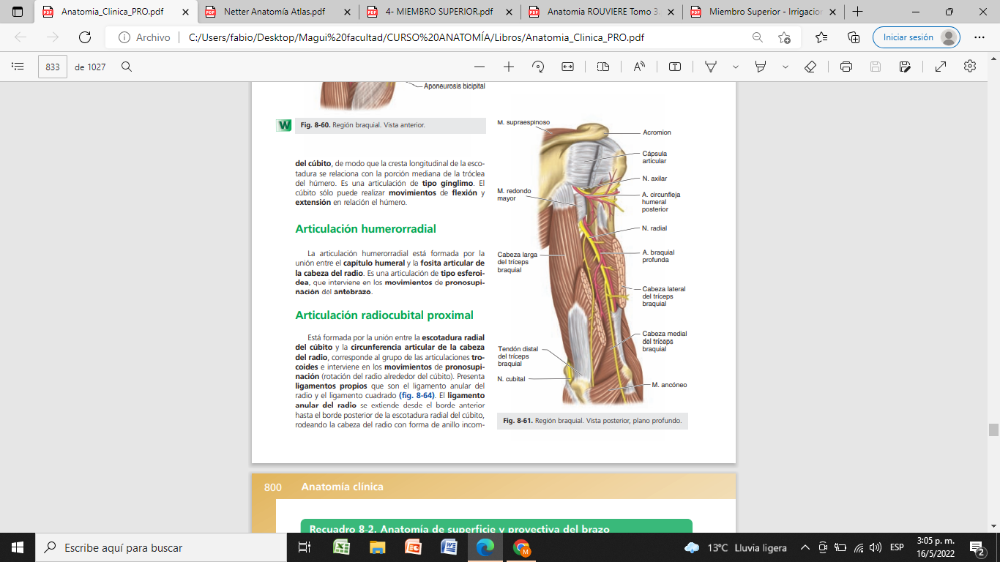 Anatomia_Clinica_PRO.pdf
Netter Anatomía Atlas.pdf
4- MIEMBRO SUPERIOR.pdf
Anatomia ROUVIERE Tomo 3.
Miembro Superior - Irrigacion
Archivo
C:/Users/fabio/Desktop/Magui%20facultad/CURSO%20ANATOMÍA/Libros/Anatomia_Clinica_PRO.pdf
Iniciar sesión
833 de 1027
Aponeurosis bicipital
W
Fig. 8-60. Región braquial. Vista anterior.
del cúbito, de modo que la cresta longitudinal de la esco-
tadura se relaciona con la porción mediana de la tróclea
del húmero. Es una articulación de tipo gínglimo. El
cúbito sólo puede realizar movimientos de flexión y
extensión en relación el húmero.
Articulación humerorradial
La articulación humerorradial está formada por la
unión entre el capítulo humeral y la fosita articular de
la cabeza del radio. Es una articulación de tipo esferoi-
dea, que interviene en los movimientos de pronosupi-
nación del antebrazo.
Articulación radiocubital proximal
Está formada por la unión entre la escotadura radial
del cúbito y la circunferencia articular de la cabeza
del radio, corresponde al grupo de las articulaciones tro-
coides e interviene en los movimientos de pronosupi-
nación (rotación del radio alrededor del cúbito). Presenta
ligamentos propios que son el ligamento anular del
radio y el ligamento cuadrado (fig. 8-64). El ligamento
anular del radio se extiende desde el borde anterior
hasta el borde posterior de la escotadura radial del cúbito,
rodeando la cabeza del radio con forma de anillo incom-
M. supraespinoso
M. redondo
mayor
Cabeza larga
del tríceps
braquial
Tendón distal
del tríceps
braquial
N. cubital
Acromion
Cápsula
articular
N. axilar
A. circunfleja
humeral
posterior
N. radial
A. braquial
profunda
Cabeza lateral
del tríceps
braquial
Cabeza medial
del tríceps
braquial
M. ancóneo
Fig. 8-61. Región braquial. Vista posterior, plano profundo.
800 Anatomía clínica
Recuadro 8-2. Anatomía de superficie y proyectiva del brazo
Escribe aquí para buscar
13°C Lluvia ligera
ESP
3:05 p. m.
16/5/2022
2